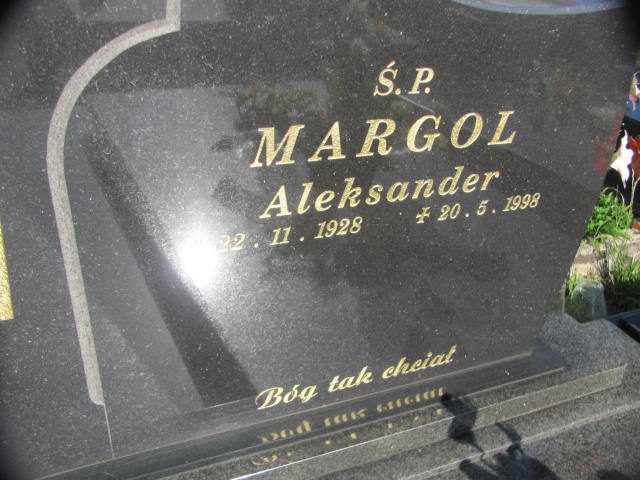 Ś.P.
MARGOL
Aleksander
22.11.1928 ✝ 20.5.1998
Bóg tak chciał